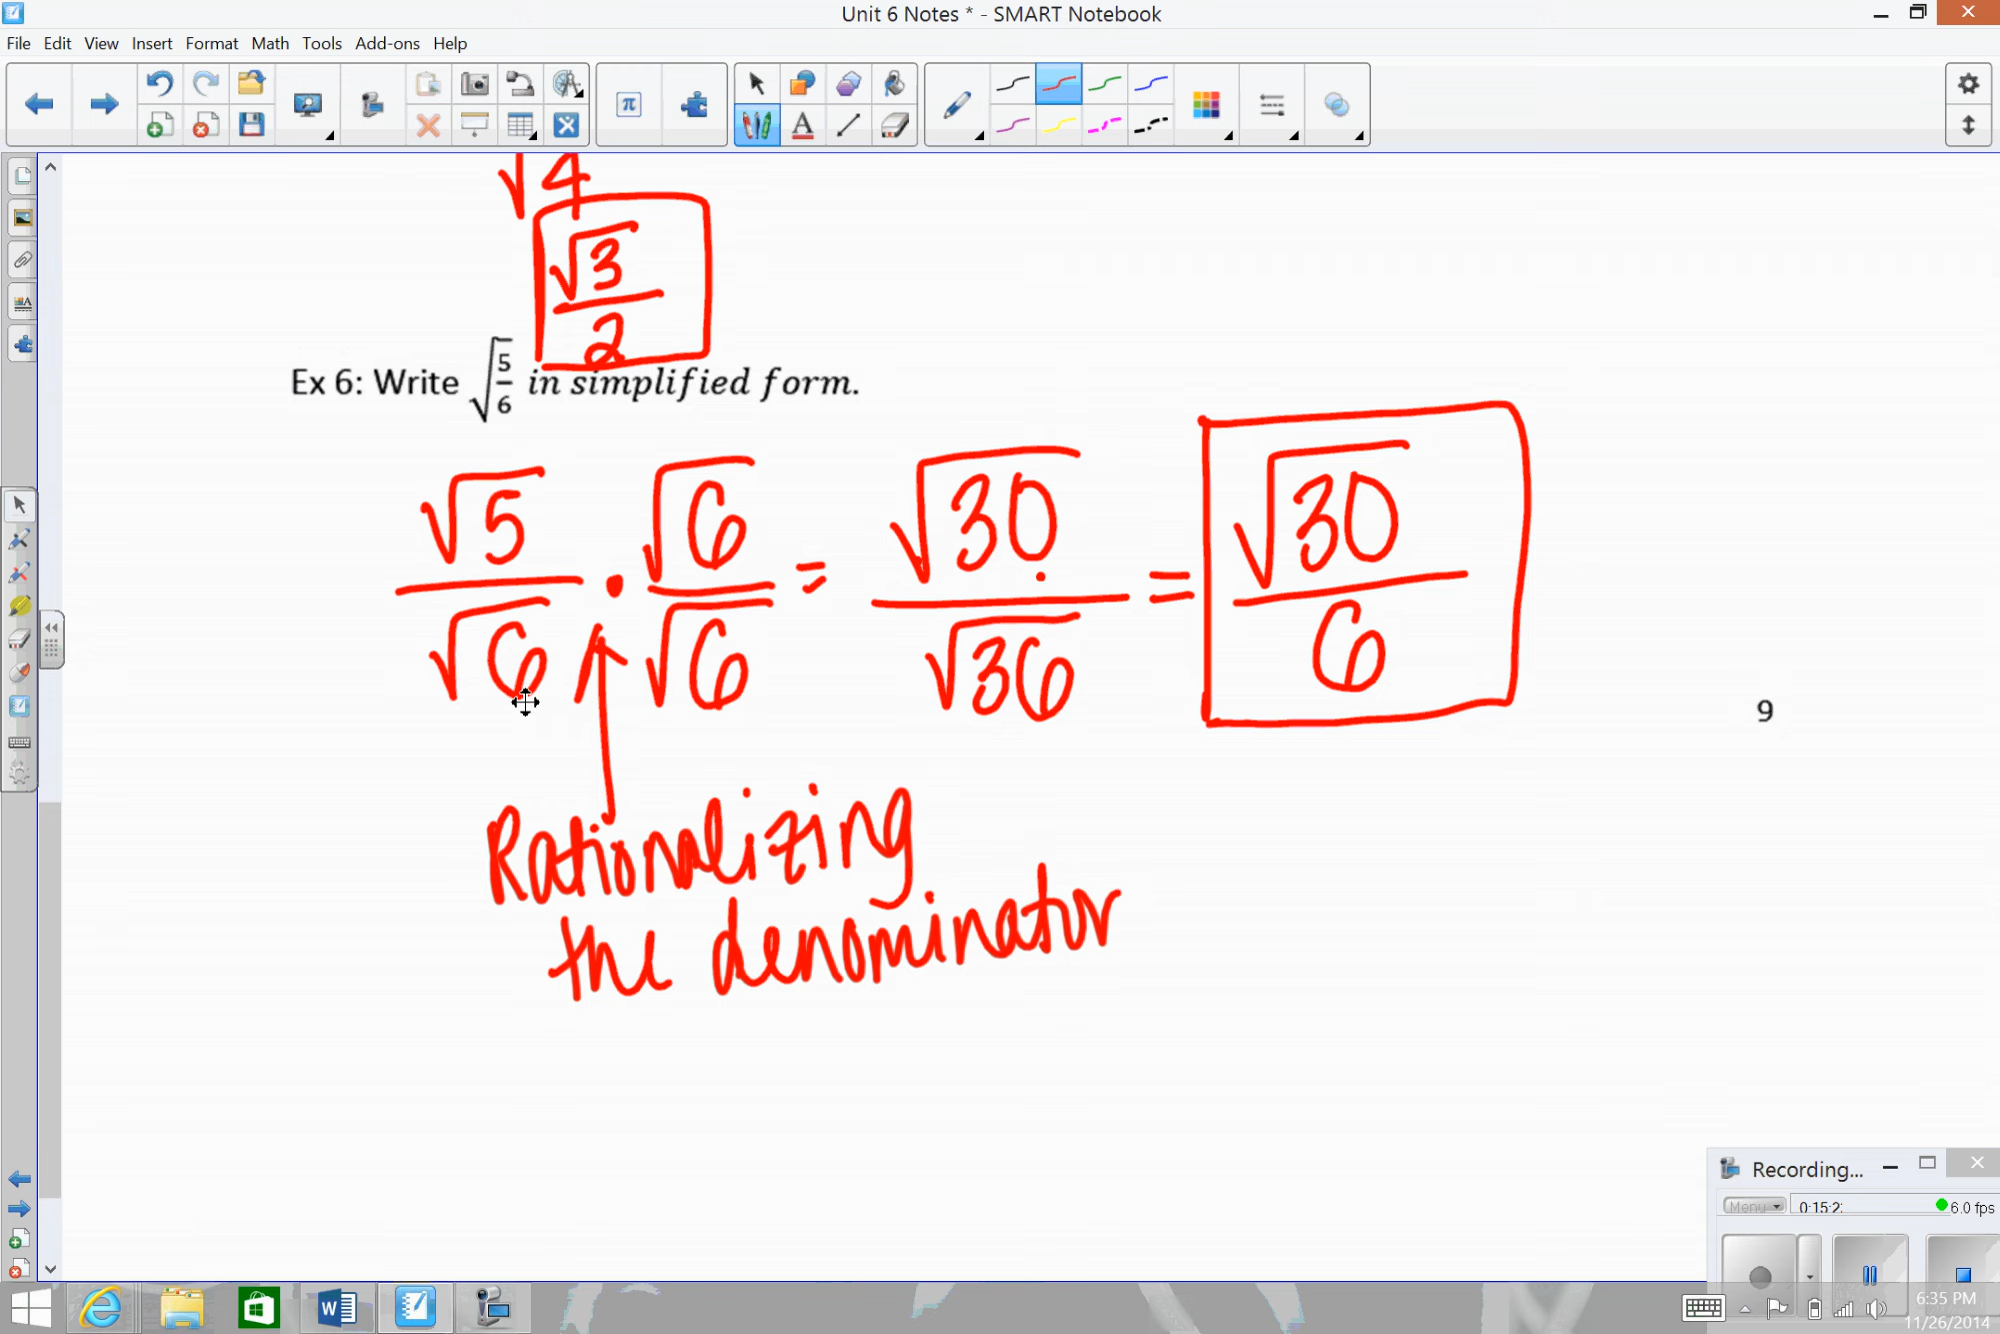 Unit 6 Notes * - SMART Notebook
File Edit View Insert Format Math Tools Add-ons Help
√4
√3
2
Ex 6: Write √5/6 in simplified form.
√5/√6 • √6/√6 = √30/√36 = √30/6
9
Rationalizing
the denominator
Recording...
Menu 0:15:2 6.0 fps
6:35 PM
11/26/2014